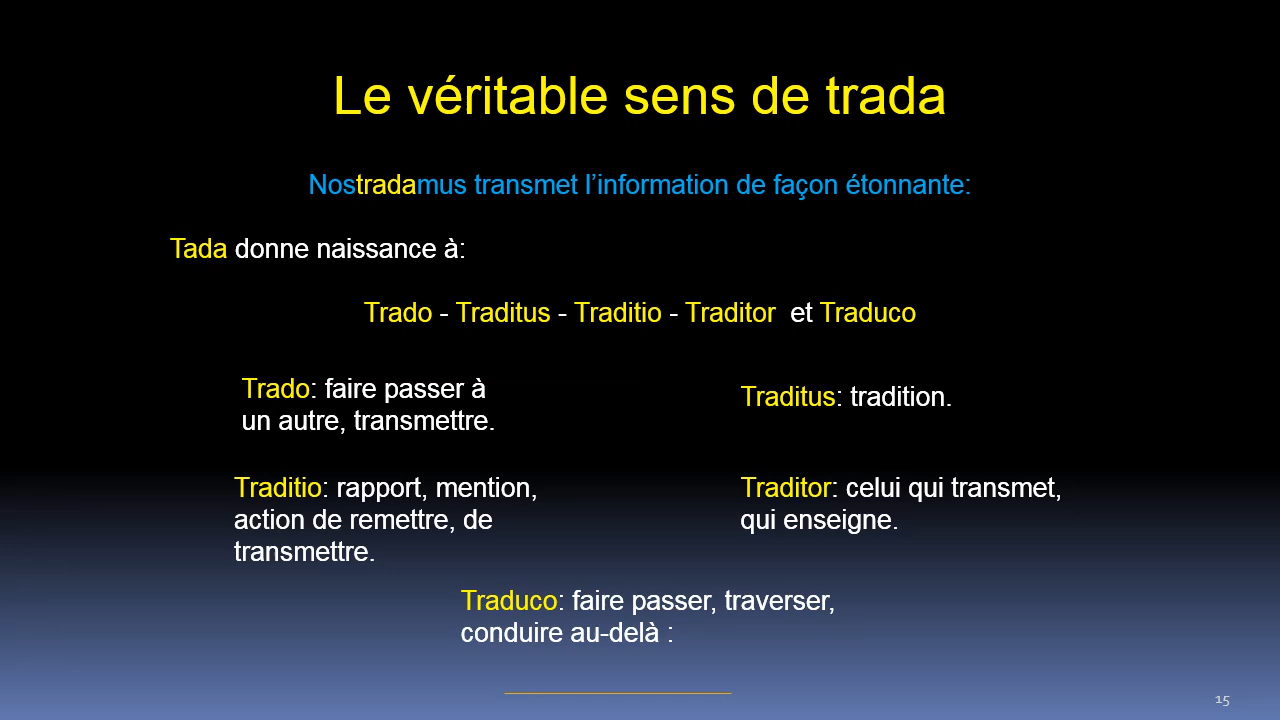 Le véritable sens de trada
Nostradamus transmet l’information de façon étonnante:
Tada donne naissance à:
Trado - Traditus - Traditio - Traditor et Traduco
Trado: faire passer à
un autre, transmettre.
Traditus: tradition.
Traditio: rapport, mention,
action de remettre, de
transmettre.
Traditor: celui qui transmet,
qui enseigne.
Traduco: faire passer, traverser,
conduire au-delà :
15